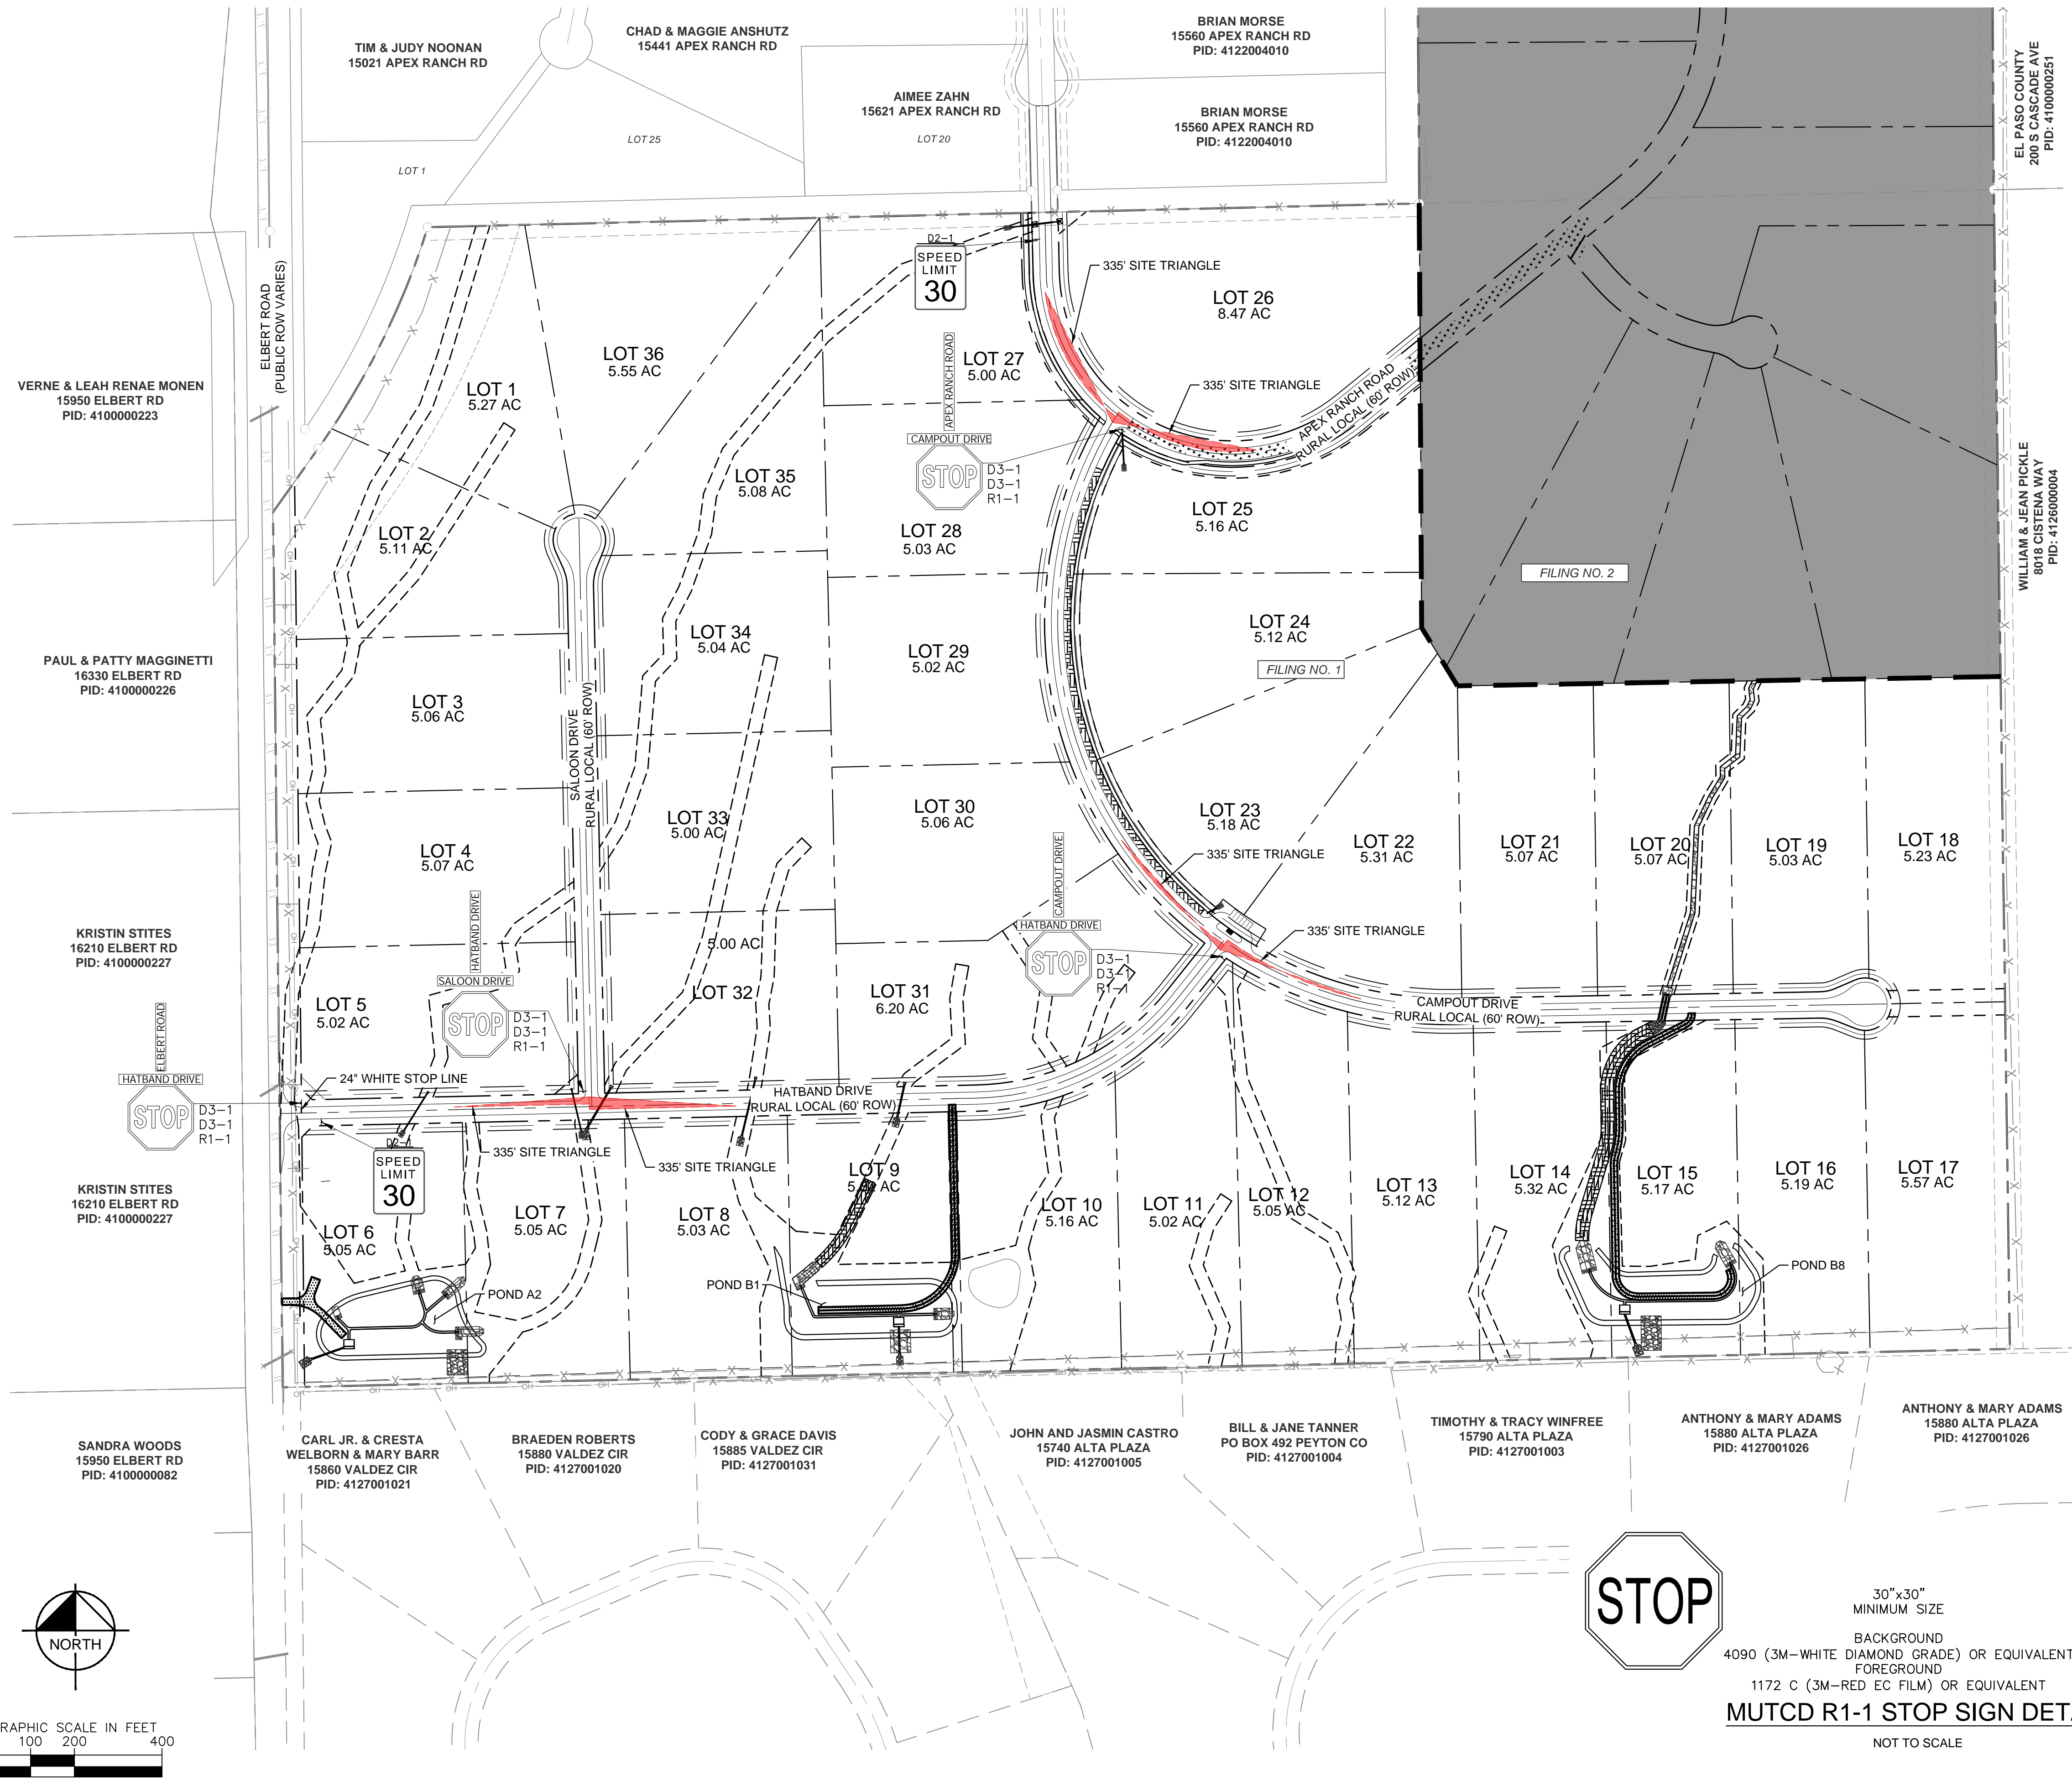 TIM & JUDY NOONAN
15021 APEX RANCH RD
CHAD & MAGGIE ANSHUTZ
15441 APEX RANCH RD
BRIAN MORSE
15560 APEX RANCH RD
PID: 4122004010
AIMEE ZAHN
15621 APEX RANCH RD
BRIAN MORSE
15560 APEX RANCH RD
PID: 4122004010
LOT 1
LOT 25
LOT 20
EL PASO COUNTY
200 S CASCADE AVE
PID: 4100000251
ELBERT ROAD
(PUBLIC ROW VARIES)
D2-1
SPEED
LIMIT
30
335' SITE TRIANGLE
LOT 26
8.47 AC
LOT 36
5.55 AC
LOT 1
5.27 AC
APEX RANCH ROAD
LOT 27
5.00 AC
335' SITE TRIANGLE
APEX RANCH ROAD
RURAL LOCAL (60' ROW)
VERNE & LEAH RENAE MONEN
15950 ELBERT RD
PID: 4100000223
CAMPOUT DRIVE
STOP
D3-1
D3-1
R1-1
LOT 35
5.08 AC
LOT 28
5.03 AC
LOT 25
5.16 AC
LOT 2
5.11 AC
WILLIAM & JEAN PICKLE
8018 CISTENA WAY
PID: 4126000004
FILING NO. 2
PAUL & PATTY MAGGINETTI
16330 ELBERT RD
PID: 4100000226
LOT 34
5.04 AC
LOT 29
5.02 AC
LOT 24
5.12 AC
FILING NO. 1
LOT 3
5.06 AC
SALOON DRIVE
RURAL LOCAL (60' ROW)
LOT 33
5.00 AC
LOT 30
5.06 AC
LOT 23
5.18 AC
LOT 4
5.07 AC
335' SITE TRIANGLE
LOT 22
5.31 AC
LOT 21
5.07 AC
LOT 20
5.07 AC
LOT 19
5.03 AC
LOT 18
5.23 AC
KRISTIN STITES
16210 ELBERT RD
PID: 4100000227
HATBAND DRIVE
SALOON DRIVE
STOP
D3-1
D3-1
R1-1
5.00 AC
LOT 32
LOT 31
6.20 AC
CAMPOUT DRIVE
HATBAND DRIVE
STOP
D3-1
D3-1
R1-1
335' SITE TRIANGLE
CAMPOUT DRIVE
RURAL LOCAL (60' ROW)
LOT 5
5.02 AC
ELBERT ROAD
HATBAND DRIVE
STOP
D3-1
D3-1
R1-1
24" WHITE STOP LINE
HATBAND DRIVE
RURAL LOCAL (60' ROW)
D2-1
SPEED
LIMIT
30
335' SITE TRIANGLE
335' SITE TRIANGLE
KRISTIN STITES
16210 ELBERT RD
PID: 4100000227
LOT 6
5.05 AC
LOT 7
5.05 AC
LOT 8
5.03 AC
LOT 9
LOT 10
5.16 AC
LOT 11
5.02 AC
LOT 12
5.05 AC
LOT 13
5.12 AC
LOT 14
5.32 AC
LOT 15
5.17 AC
LOT 16
5.19 AC
LOT 17
5.57 AC
POND A2
POND B1
POND B8
SANDRA WOODS
15950 ELBERT RD
PID: 4100000082
CARL JR. & CRESTA
WELBORN & MARY BARR
15860 VALDEZ CIR
PID: 4127001021
BRAEDEN ROBERTS
15880 VALDEZ CIR
PID: 4127001020
CODY & GRACE DAVIS
15885 VALDEZ CIR
PID: 4127001031
JOHN AND JASMIN CASTRO
15740 ALTA PLAZA
PID: 4127001005
BILL & JANE TANNER
PO BOX 492 PEYTON CO
PID: 4127001004
TIMOTHY & TRACY WINFREE
15790 ALTA PLAZA
PID: 4127001003
ANTHONY & MARY ADAMS
15880 ALTA PLAZA
PID: 4127001026
ANTHONY & MARY ADAMS
15880 ALTA PLAZA
PID: 4127001026
NORTH
RAPHIC SCALE IN FEET
100 200 400
STOP
30"x30"
MINIMUM SIZE
BACKGROUND
4090 (3M-WHITE DIAMOND GRADE) OR EQUIVALENT
FOREGROUND
1172 C (3M-RED EC FILM) OR EQUIVALENT
MUTCD R1-1 STOP SIGN DETA
NOT TO SCALE